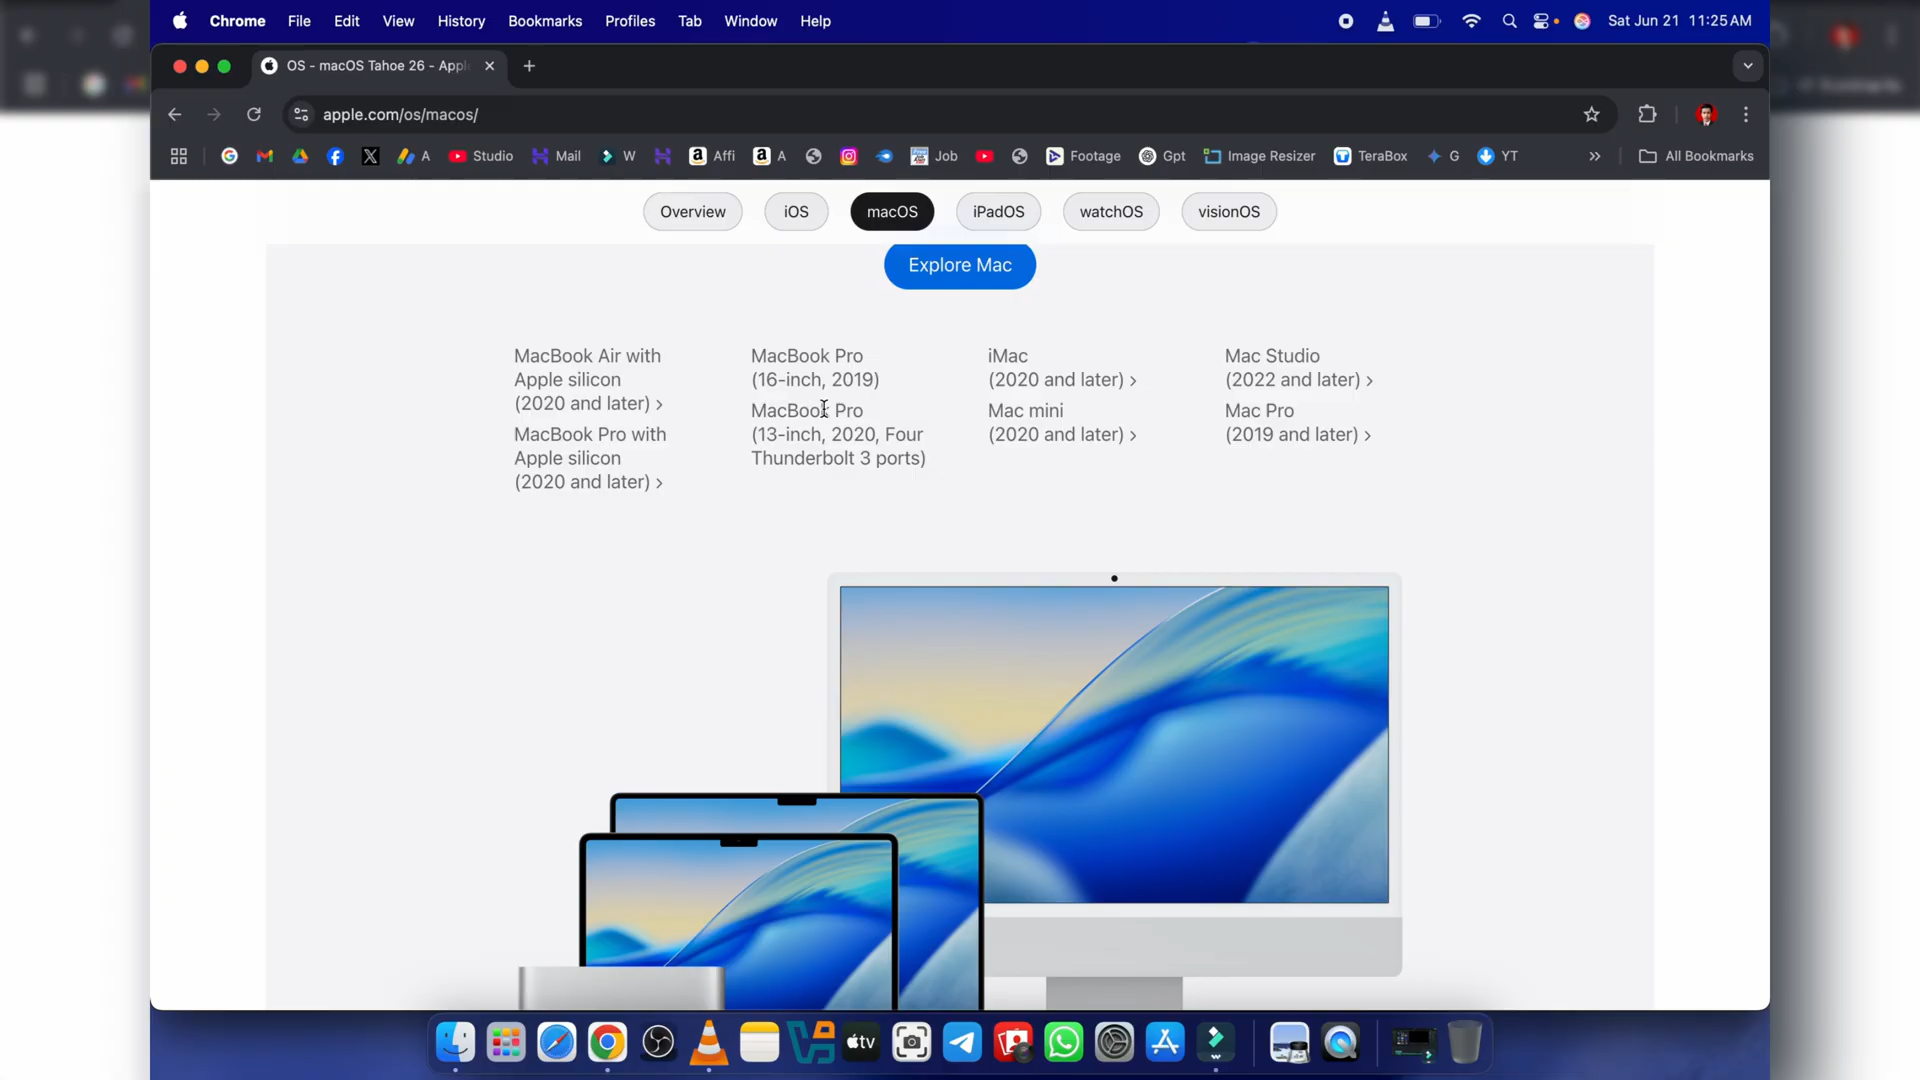 Chrome File Edit View History Bookmarks Profiles Tab Window Help Sat Jun 21 11:25 AM
OS - macOS Tahoe 26 - Appl
apple.com/os/macos/
A Studio Mail W Affi A Job Footage Gpt Image Resizer TeraBox G YT All Bookmarks
Overview iOS macOS iPadOS watchOS visionOS
Explore Mac
MacBook Air with
Apple silicon
(2020 and later) >
MacBook Pro with
Apple silicon
(2020 and later) >
MacBook Pro
(16-inch, 2019)
MacBook Pro
(13-inch, 2020, Four
Thunderbolt 3 ports)
iMac
(2020 and later) >
Mac mini
(2020 and later) >
Mac Studio
(2022 and later) >
Mac Pro
(2019 and later) >
tv